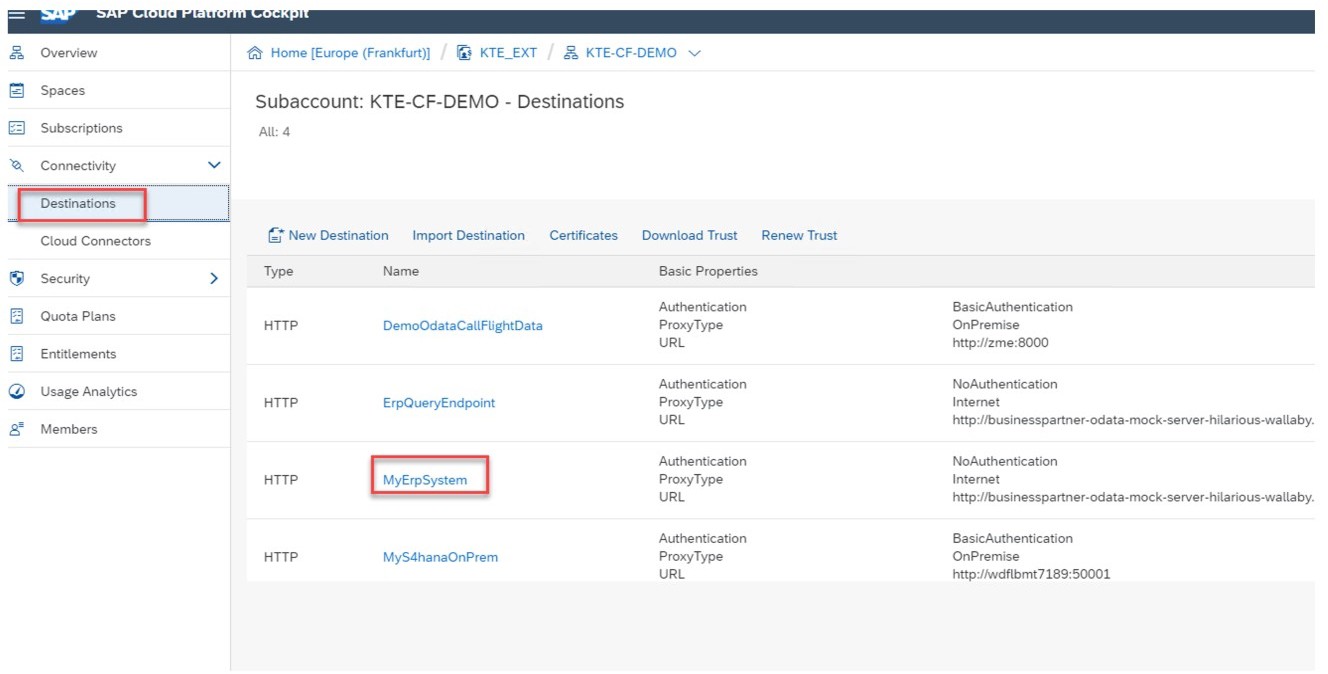 SAP SAP Cloud Platform Cockpit
Overview
Spaces
Subscriptions
Connectivity
Destinations
Cloud Connectors
Security
Quota Plans
Entitlements
Usage Analytics
Members
Home [Europe (Frankfurt)] / KTE_EXT / KTE-CF-DEMO
Subaccount: KTE-CF-DEMO - Destinations
All: 4
New Destination Import Destination Certificates Download Trust Renew Trust
Type Name Basic Properties
Authentication BasicAuthentication
HTTP DemoOdataCallFlightData ProxyType OnPremise
URL http://zme:8000
Authentication NoAuthentication
HTTP ErpQueryEndpoint ProxyType Internet
URL http://businesspartner-odata-mock-server-hilarious-wallaby.
Authentication NoAuthentication
HTTP MyErpSystem ProxyType Internet
URL http://businesspartner-odata-mock-server-hilarious-wallaby.
Authentication BasicAuthentication
HTTP MyS4hanaOnPrem ProxyType OnPremise
URL http://wdflbmt7189:50001